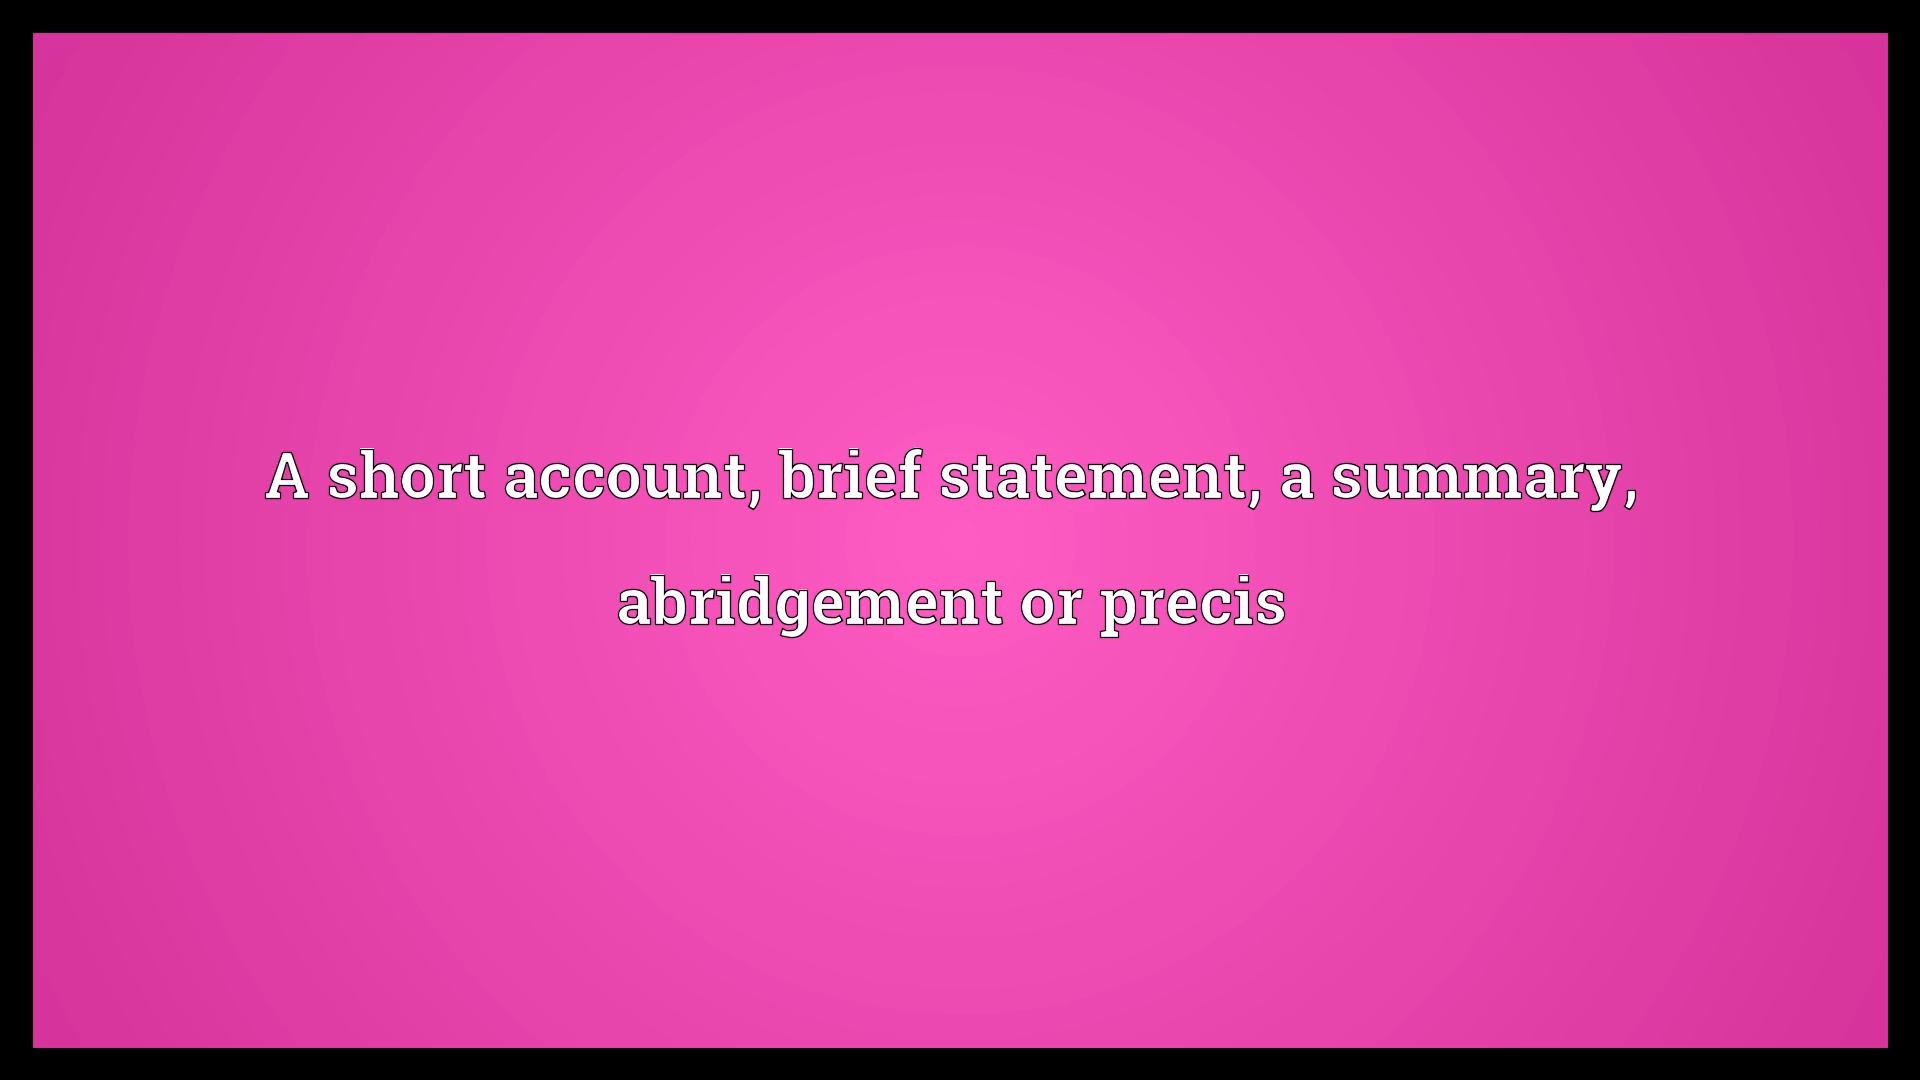 A short account, brief statement, a summary,
abridgement or precis